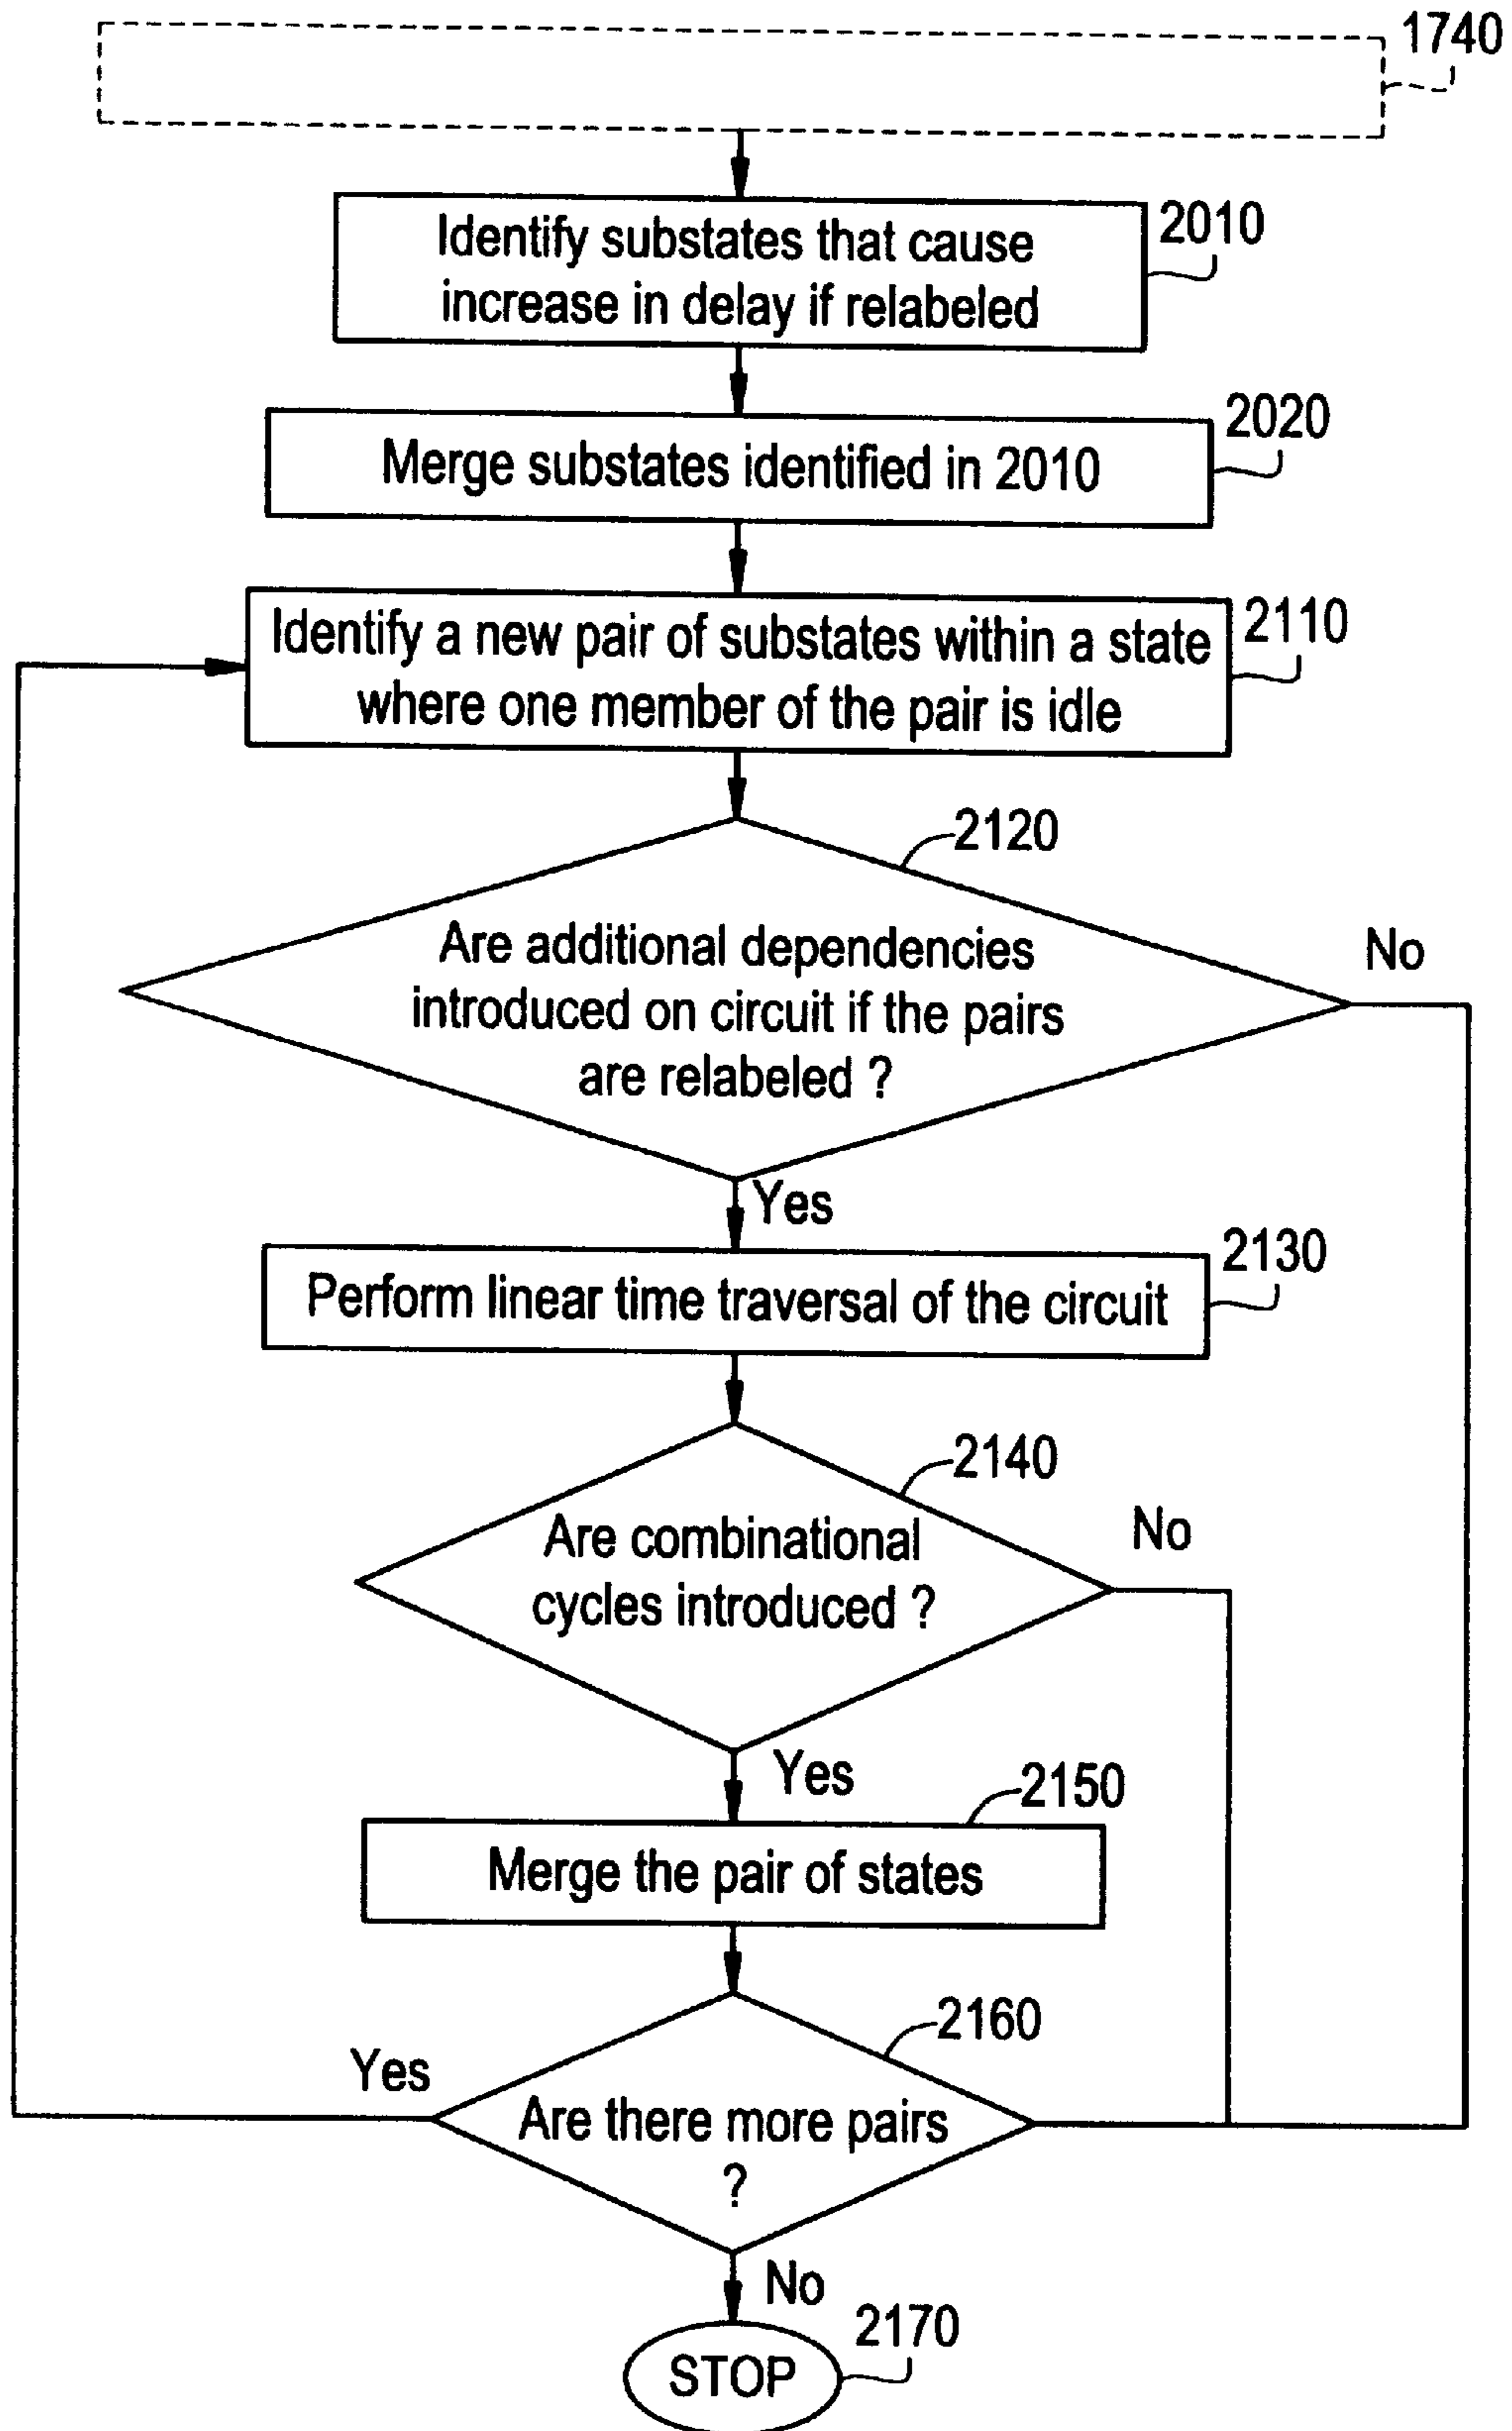 1740
Identify substates that cause
increase in delay if relabeled
2010
Merge substates identified in 2010
2020
Identify a new pair of substates within a state
where one member of the pair is idle
2110
2120
Are additional dependencies
introduced on circuit if the pairs
are relabeled ?
No
Yes
Perform linear time traversal of the circuit
2130
2140
Are combinational
cycles introduced ?
No
Yes
2150
Merge the pair of states
2160
Yes
Are there more pairs
?
No
STOP
2170